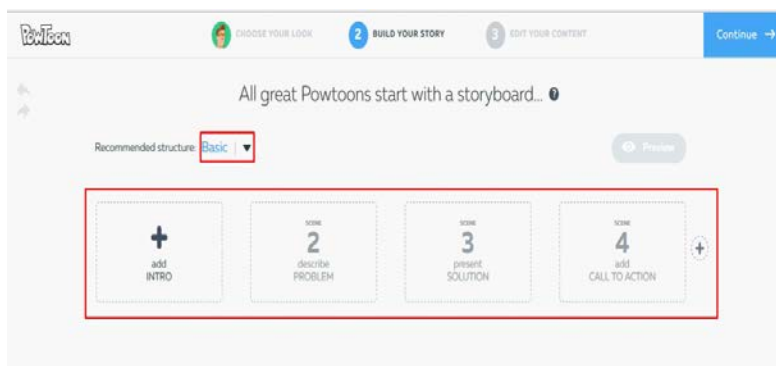 PowToon
CHOOSE YOUR LOOK
2 BUILD YOUR STORY
3 EDIT YOUR CONTENT
Continue →
All great Powtoons start with a storyboard... ?
Recommended structure: Basic | ▼
Preview
+
add
INTRO
SCENE
2
describe
PROBLEM
SCENE
3
present
SOLUTION
SCENE
4
add
CALL TO ACTION
+